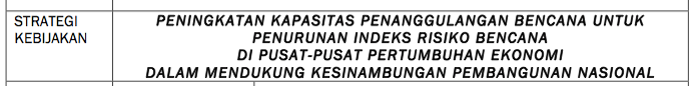 STRATEGI
KEBIJAKAN
PENINGKATAN KAPASITAS PENANGGULANGAN BENCANA UNTUK
PENURUNAN INDEKS RISIKO BENCANA
DI PUSAT-PUSAT PERTUMBUHAN EKONOMI
DALAM MENDUKUNG KESINAMBUNGAN PEMBANGUNAN NASIONAL